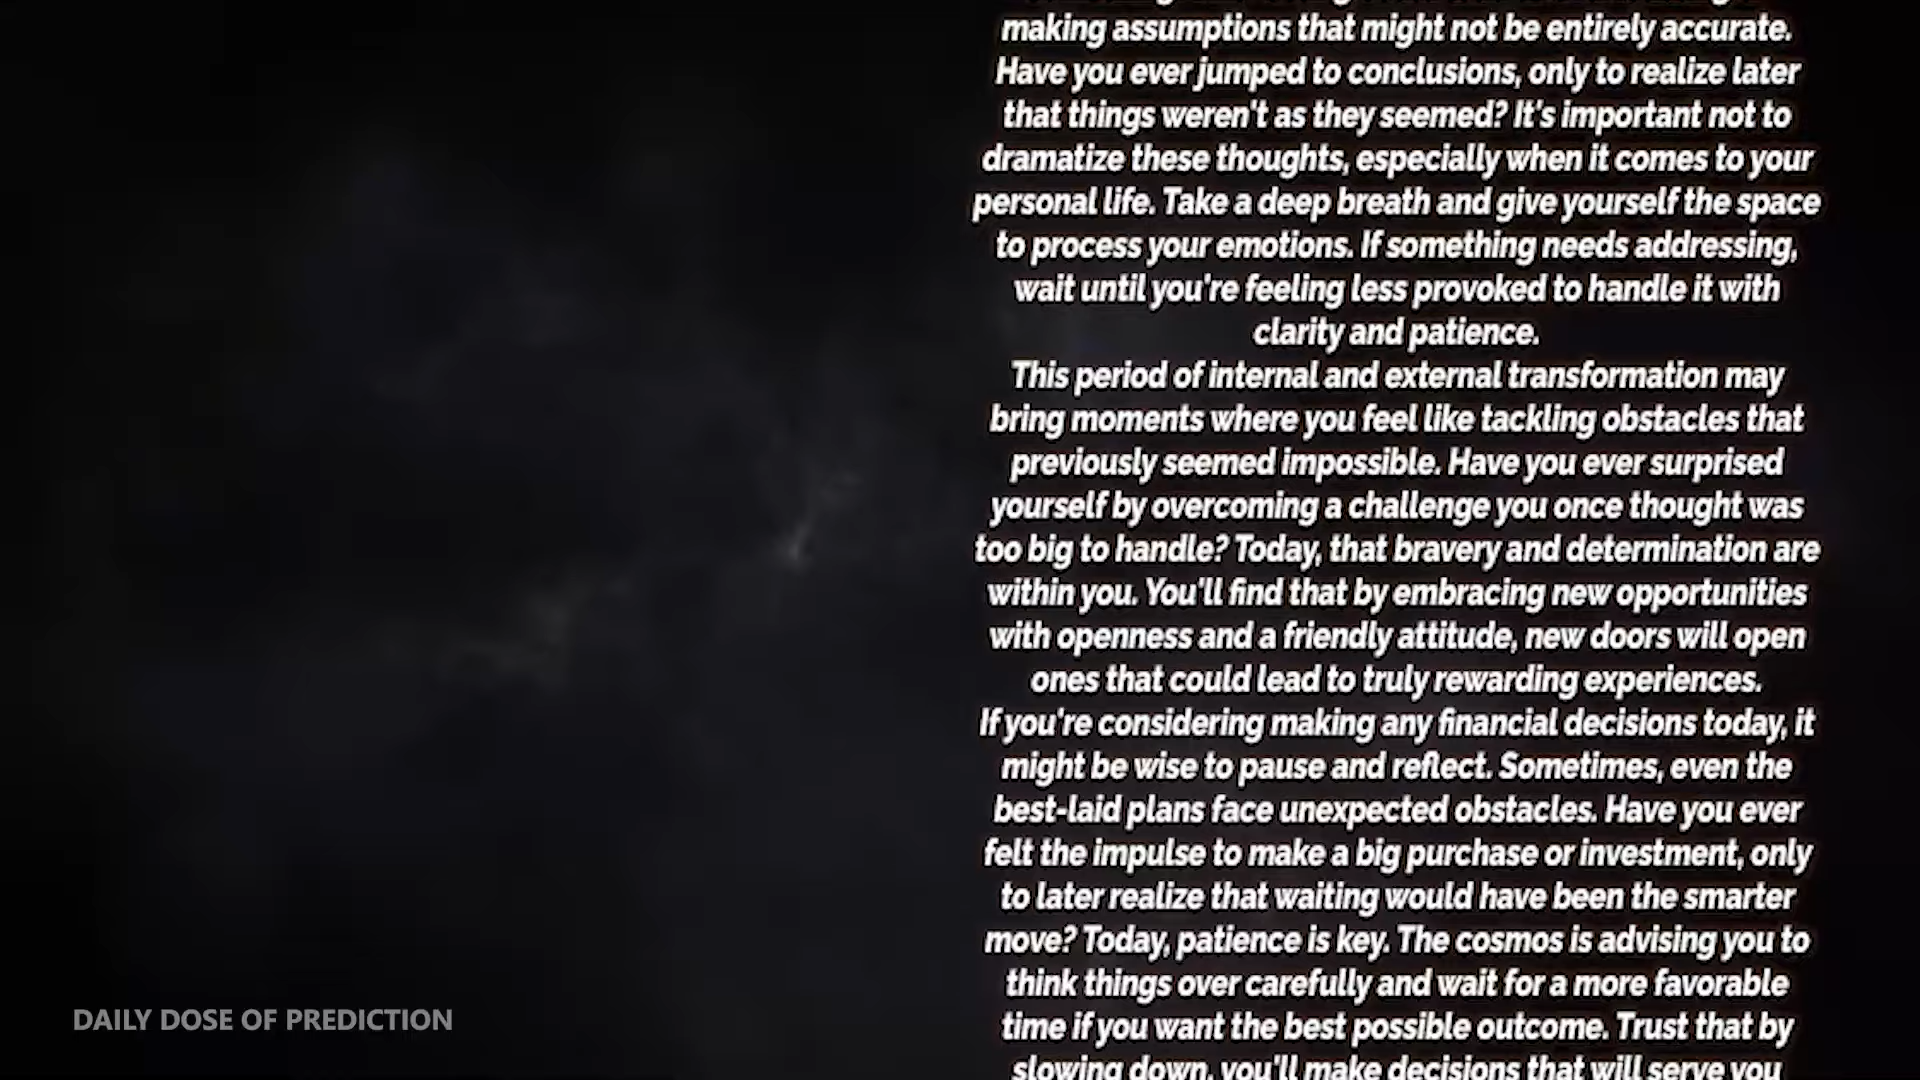 making assumptions that might not be entirely accurate.
Have you ever jumped to conclusions, only to realize later
that things weren't as they seemed? It's important not to
dramatize these thoughts, especially when it comes to your
personal life. Take a deep breath and give yourself the space
to process your emotions. If something needs addressing,
wait until you're feeling less provoked to handle it with
clarity and patience.
This period of internal and external transformation may
bring moments where you feel like tackling obstacles that
previously seemed impossible. Have you ever surprised
yourself by overcoming a challenge you once thought was
too big to handle? Today, that bravery and determination are
within you. You'll find that by embracing new opportunities
with openness and a friendly attitude, new doors will open
ones that could lead to truly rewarding experiences.
If you're considering making any financial decisions today, it
might be wise to pause and reflect. Sometimes, even the
best-laid plans face unexpected obstacles. Have you ever
felt the impulse to make a big purchase or investment, only
to later realize that waiting would have been the smarter
move? Today, patience is key. The cosmos is advising you to
think things over carefully and wait for a more favorable
time if you want the best possible outcome. Trust that by
slowing down, you'll make decisions that will serve you
DAILY DOSE OF PREDICTION